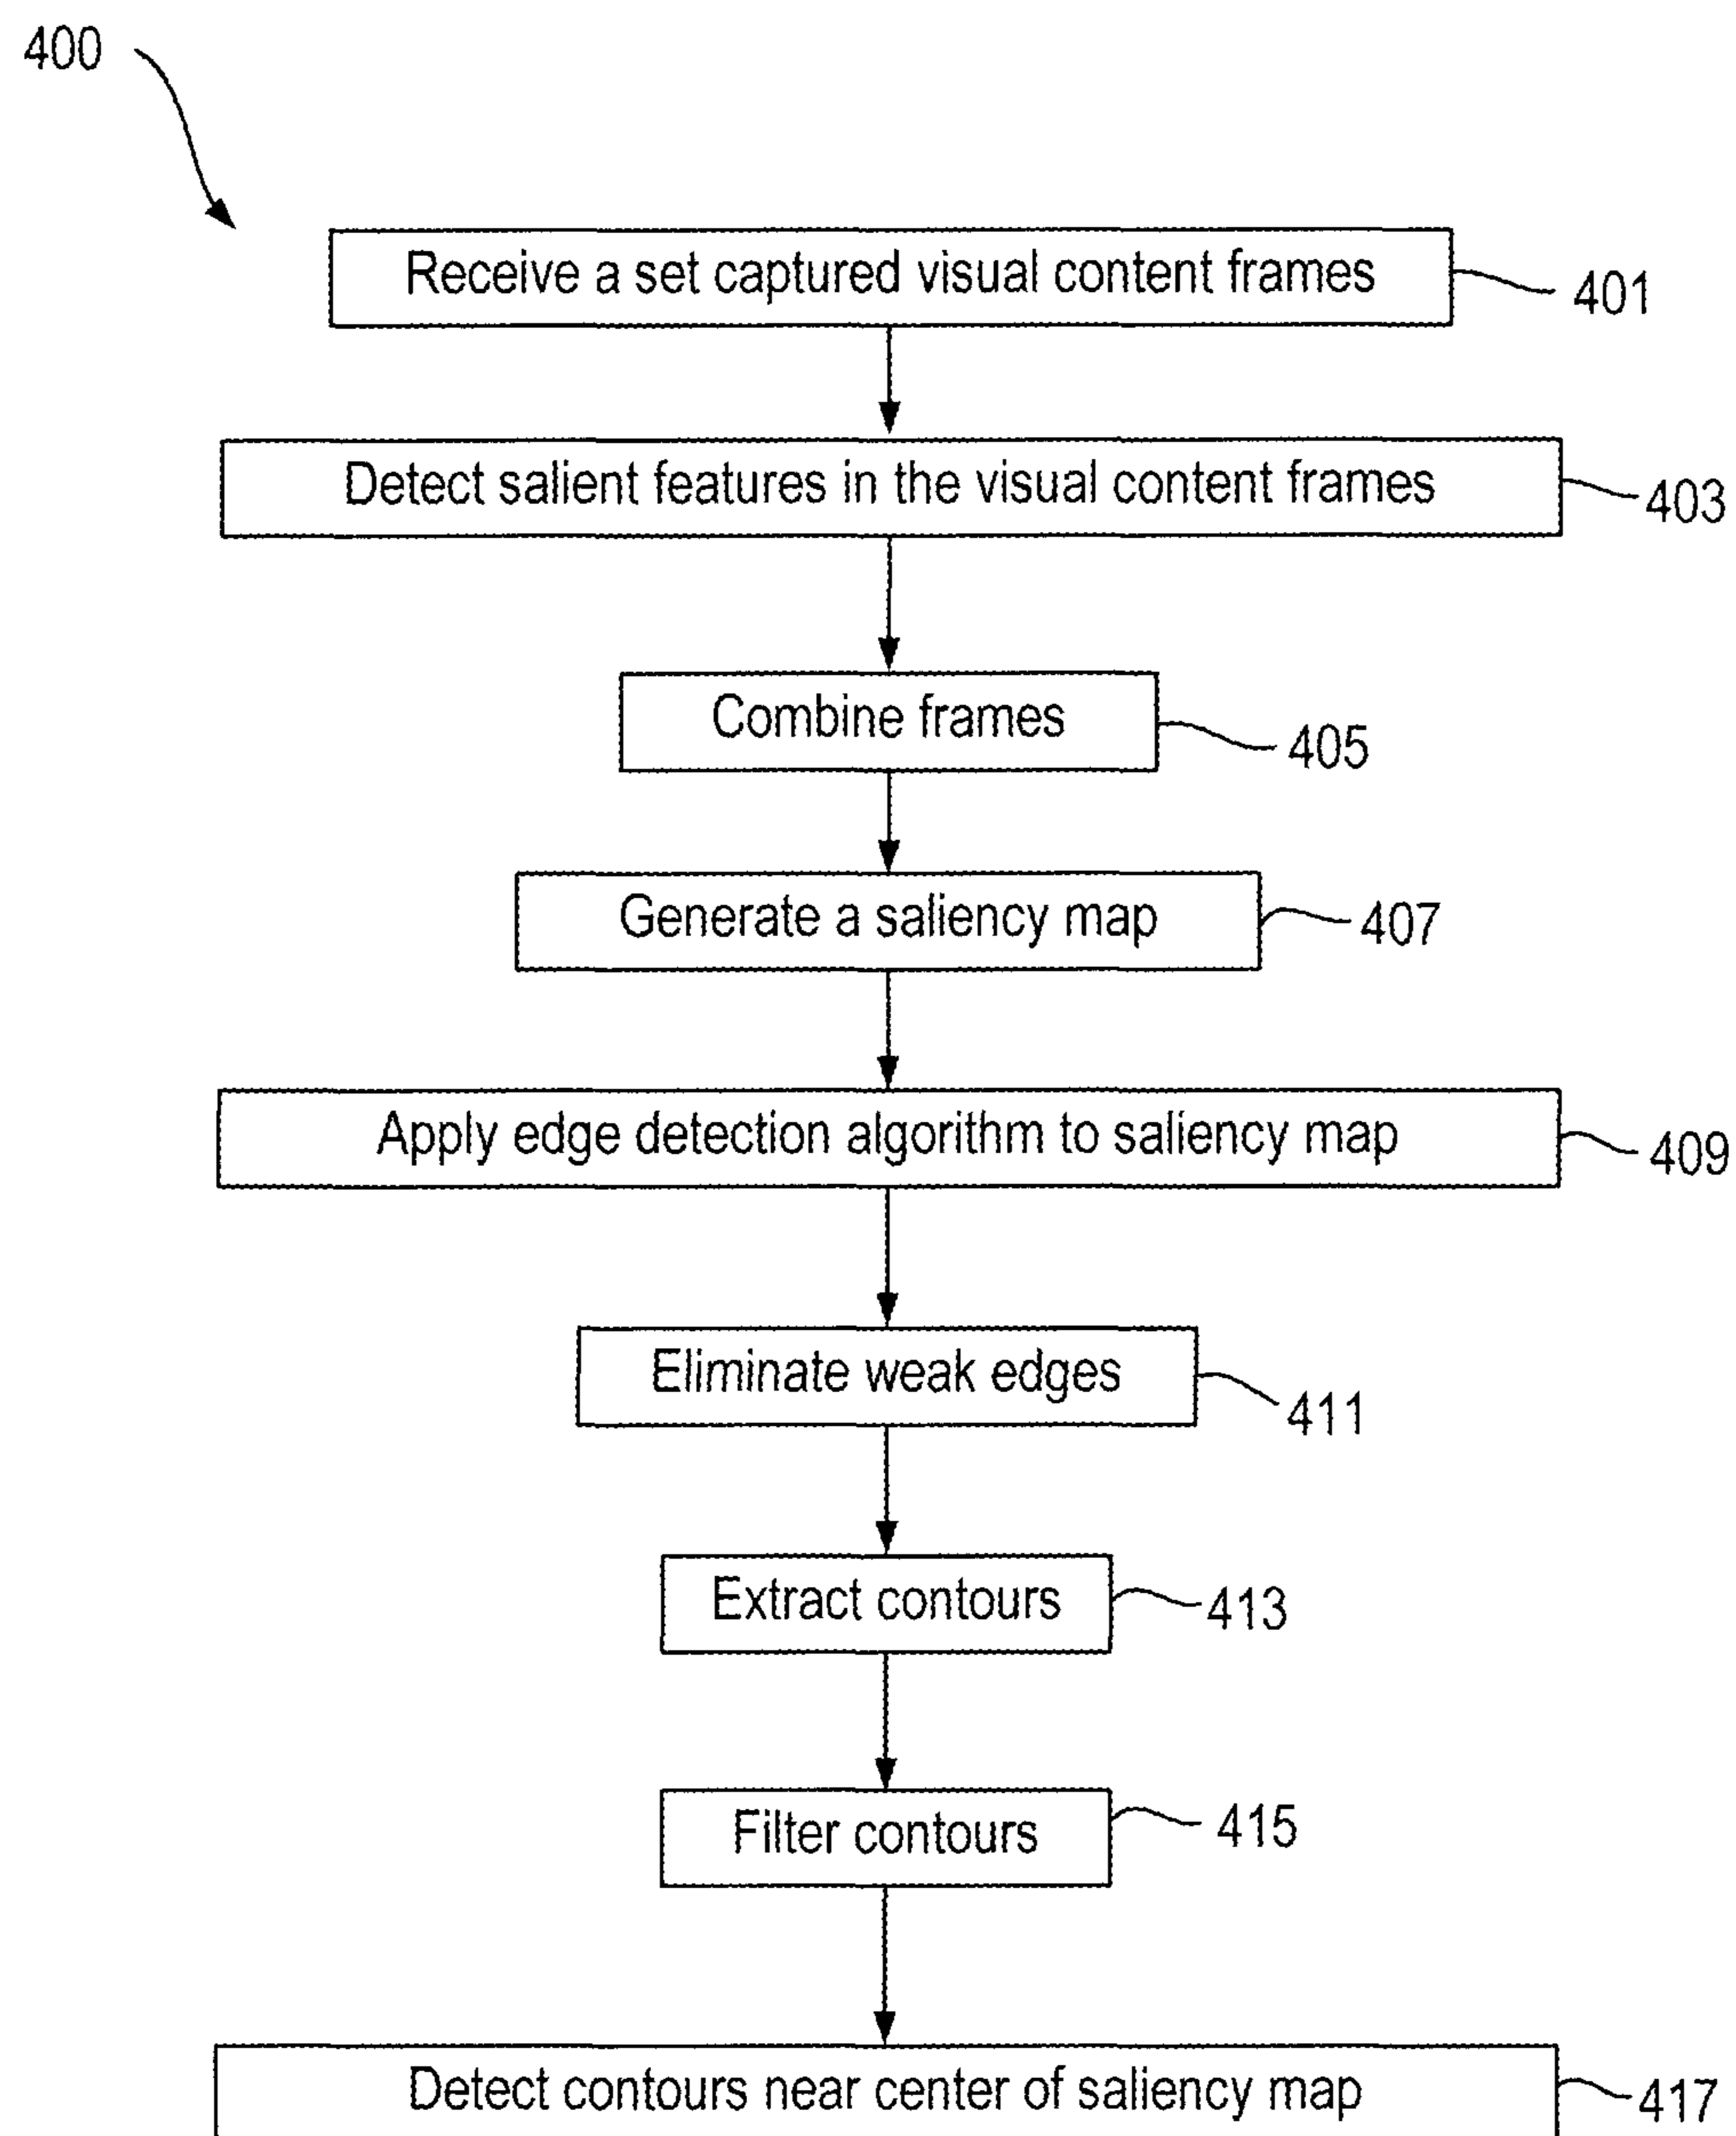 400
Receive a set captured visual content frames
401
Detect salient features in the visual content frames
403
Combine frames
405
Generate a saliency map
407
Apply edge detection algorithm to saliency map
409
Eliminate weak edges
411
Extract contours
413
Filter contours
415
Detect contours near center of saliency map
417